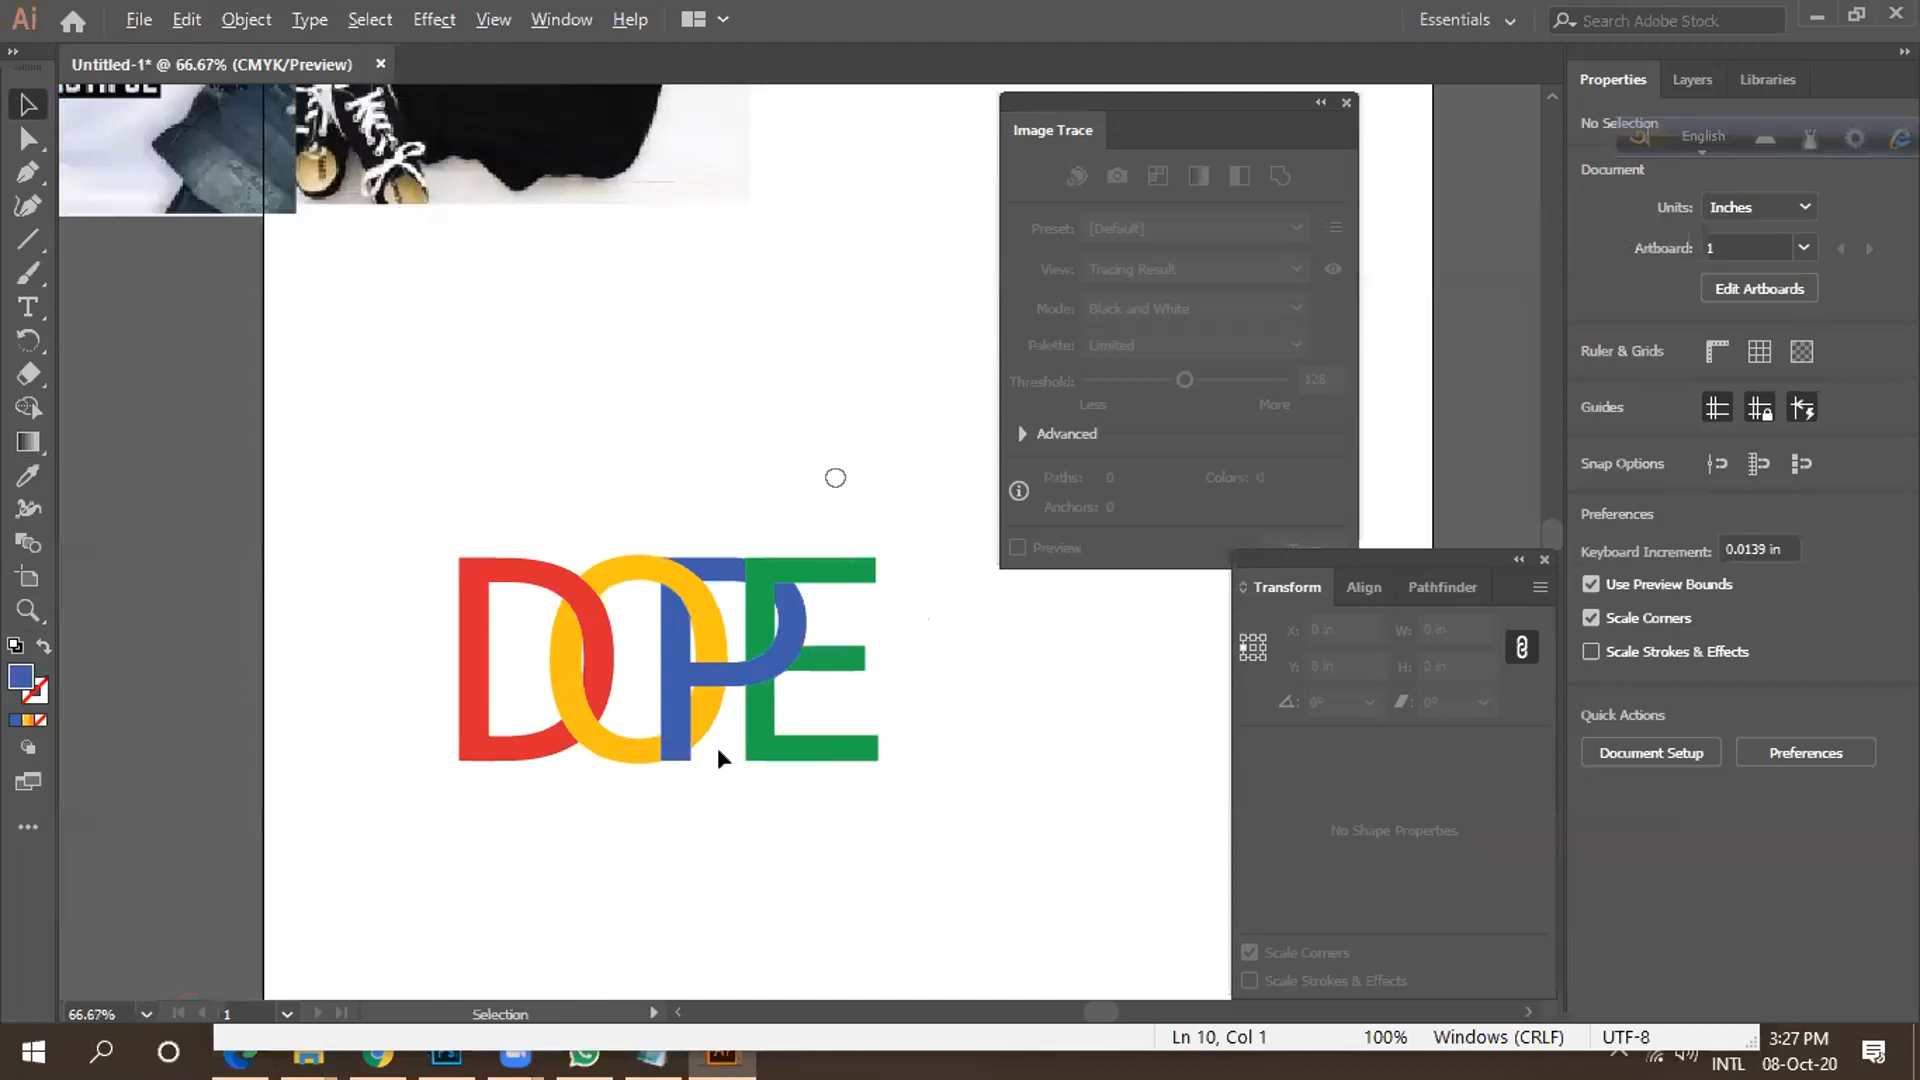 Ai File Edit Object Type Select Effect View Window Help Essentials Search Adobe Stock
Untitled-1* @ 66.67% (CMYK/Preview)
Properties Layers Libraries
No Selection
English
Document
Units: Inches
Artboard: 1
Edit Artboards
Ruler & Grids
Guides
Snap Options
Preferences
Keyboard Increment: 0.0139 in
Use Preview Bounds
Scale Corners
Scale Strokes & Effects
Quick Actions
Document Setup Preferences
Image Trace
Preset: [Default]
View: Tracing Result
Mode: Black and White
Palette: Limited
Threshold: 128
Less More
Advanced
Paths: 0 Colors: 0
Anchors: 0
Preview
Transform Align Pathfinder
X: 0 in W: 0 in
Y: 0 in H: 0 in
0° 0°
No Shape Properties
Scale Corners
Scale Strokes & Effects
DOPE
66.67% 1 Selection
Ln 10, Col 1 100% Windows (CRLF) UTF-8
Ps Ai
3:27 PM
INTL 08-Oct-20